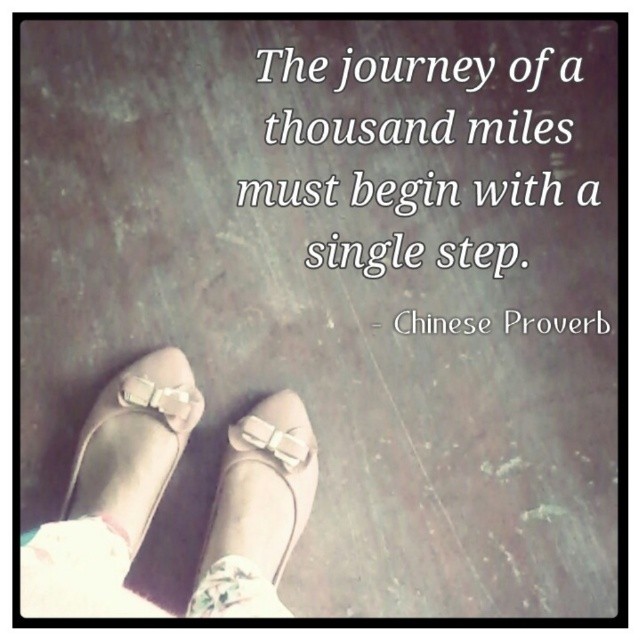 The journey of a
thousand miles
must begin with a
single step.
- Chinese Proverb